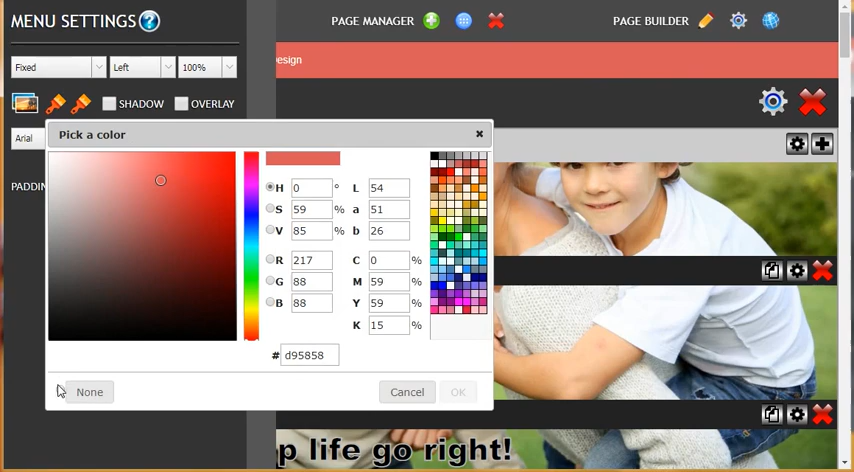 MENU SETTINGS
PAGE MANAGER
PAGE BUILDER
esign
Fixed
Left
100%
SHADOW
OVERLAY
Arial
PADDIN
Pick a color
H 0 °
L 54
S 59 %
a 51
V 85 %
b 26
R 217
C 0 %
G 88
M 59 %
B 88
Y 59 %
K 15 %
# d95858
None
Cancel
OK
p life go right!